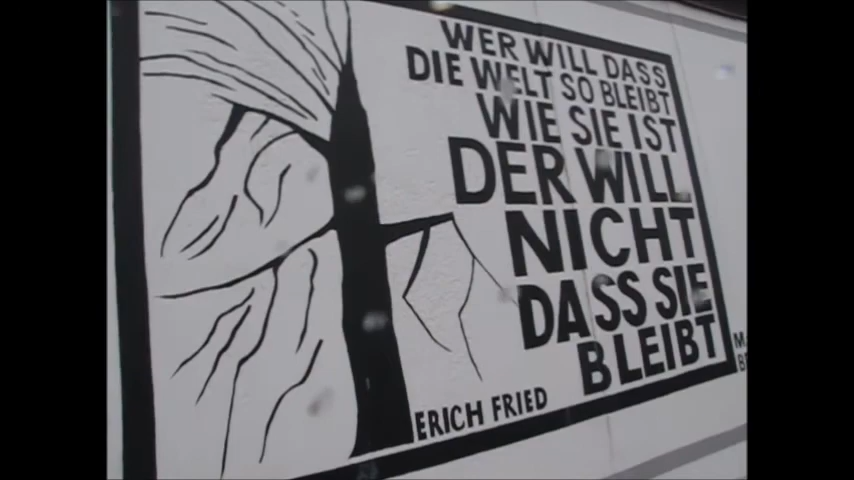 WER WILL DASS
DIE WELT SO BLEIBT
WIE SIE IST
DER WILL
NICHT
DASS SIE
BLEIBT
ERICH FRIED